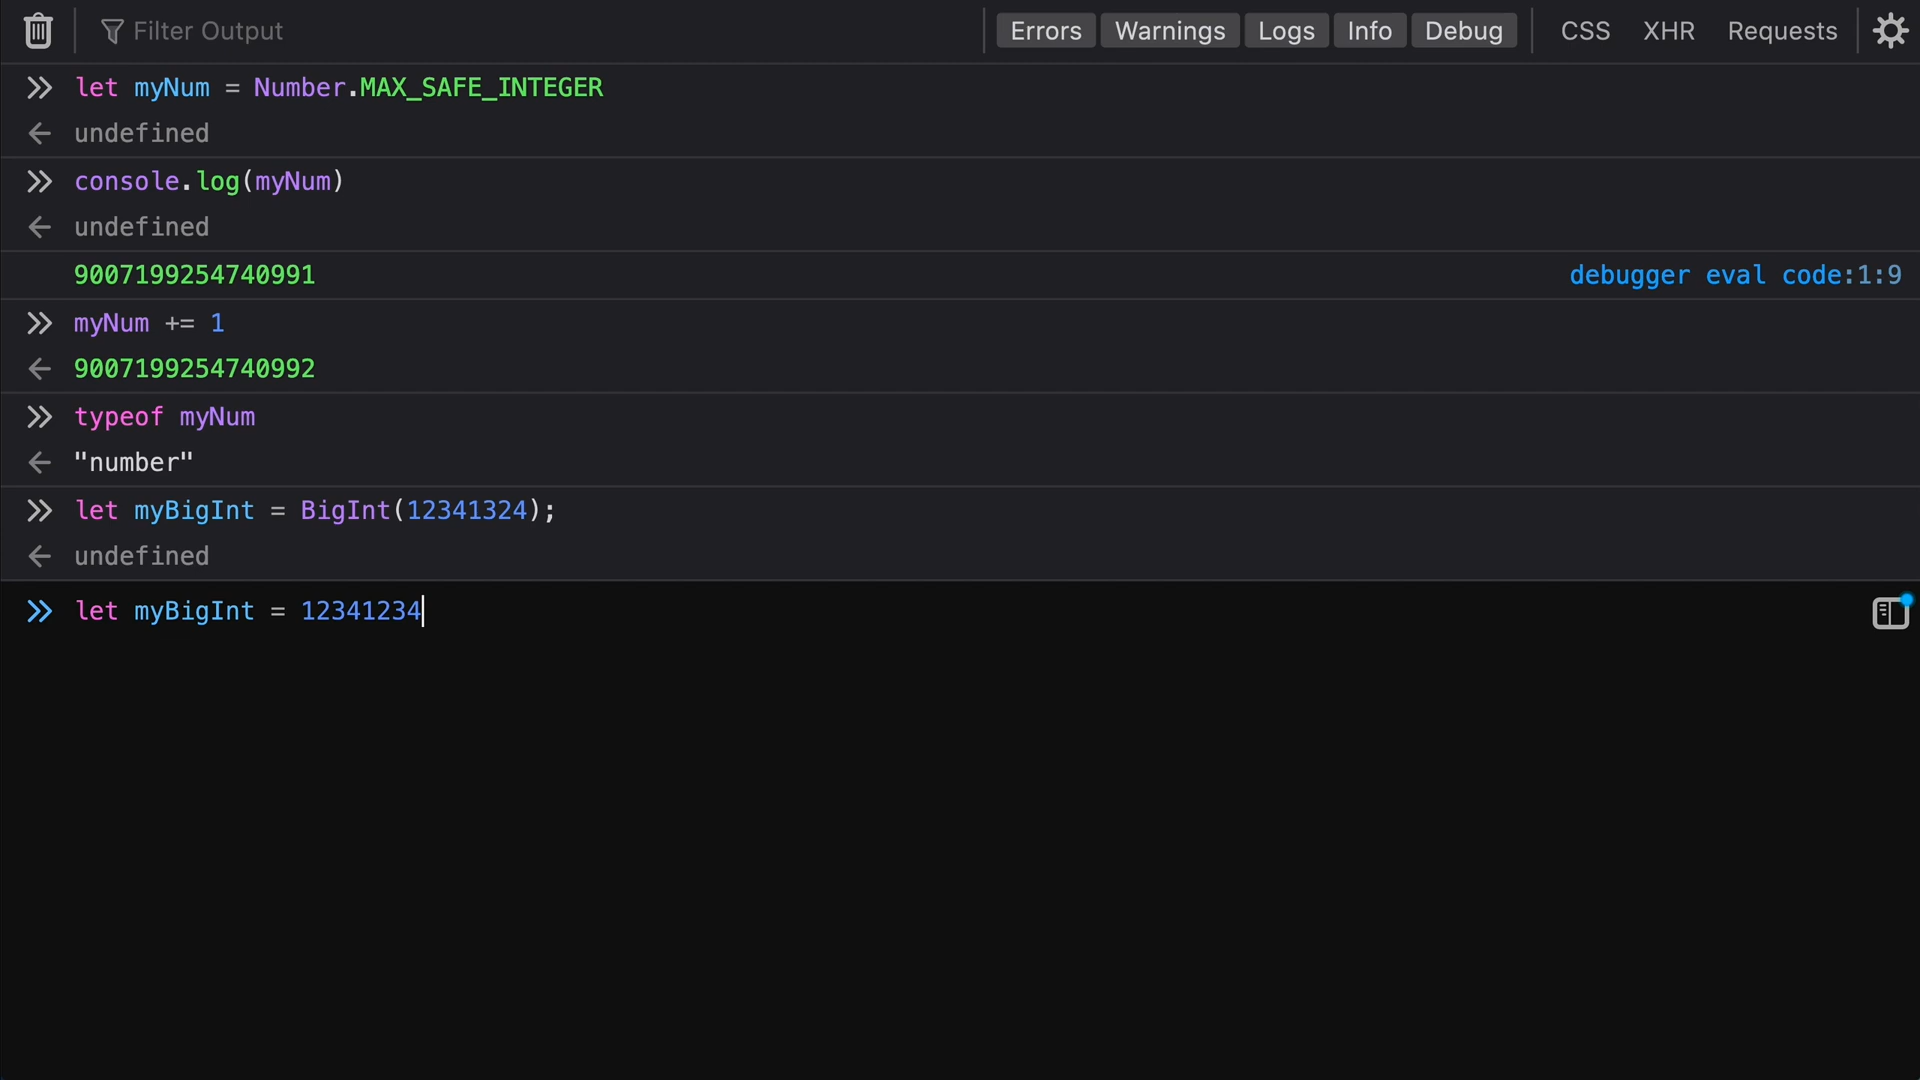 Filter Output Errors Warnings Logs Info Debug CSS XHR Requests
let myNum = Number.MAX_SAFE_INTEGER
undefined
console.log(myNum)
undefined
9007199254740991 debugger eval code:1:9
myNum += 1
9007199254740992
typeof myNum
"number"
let myBigInt = BigInt(12341324);
undefined
let myBigInt = 12341234